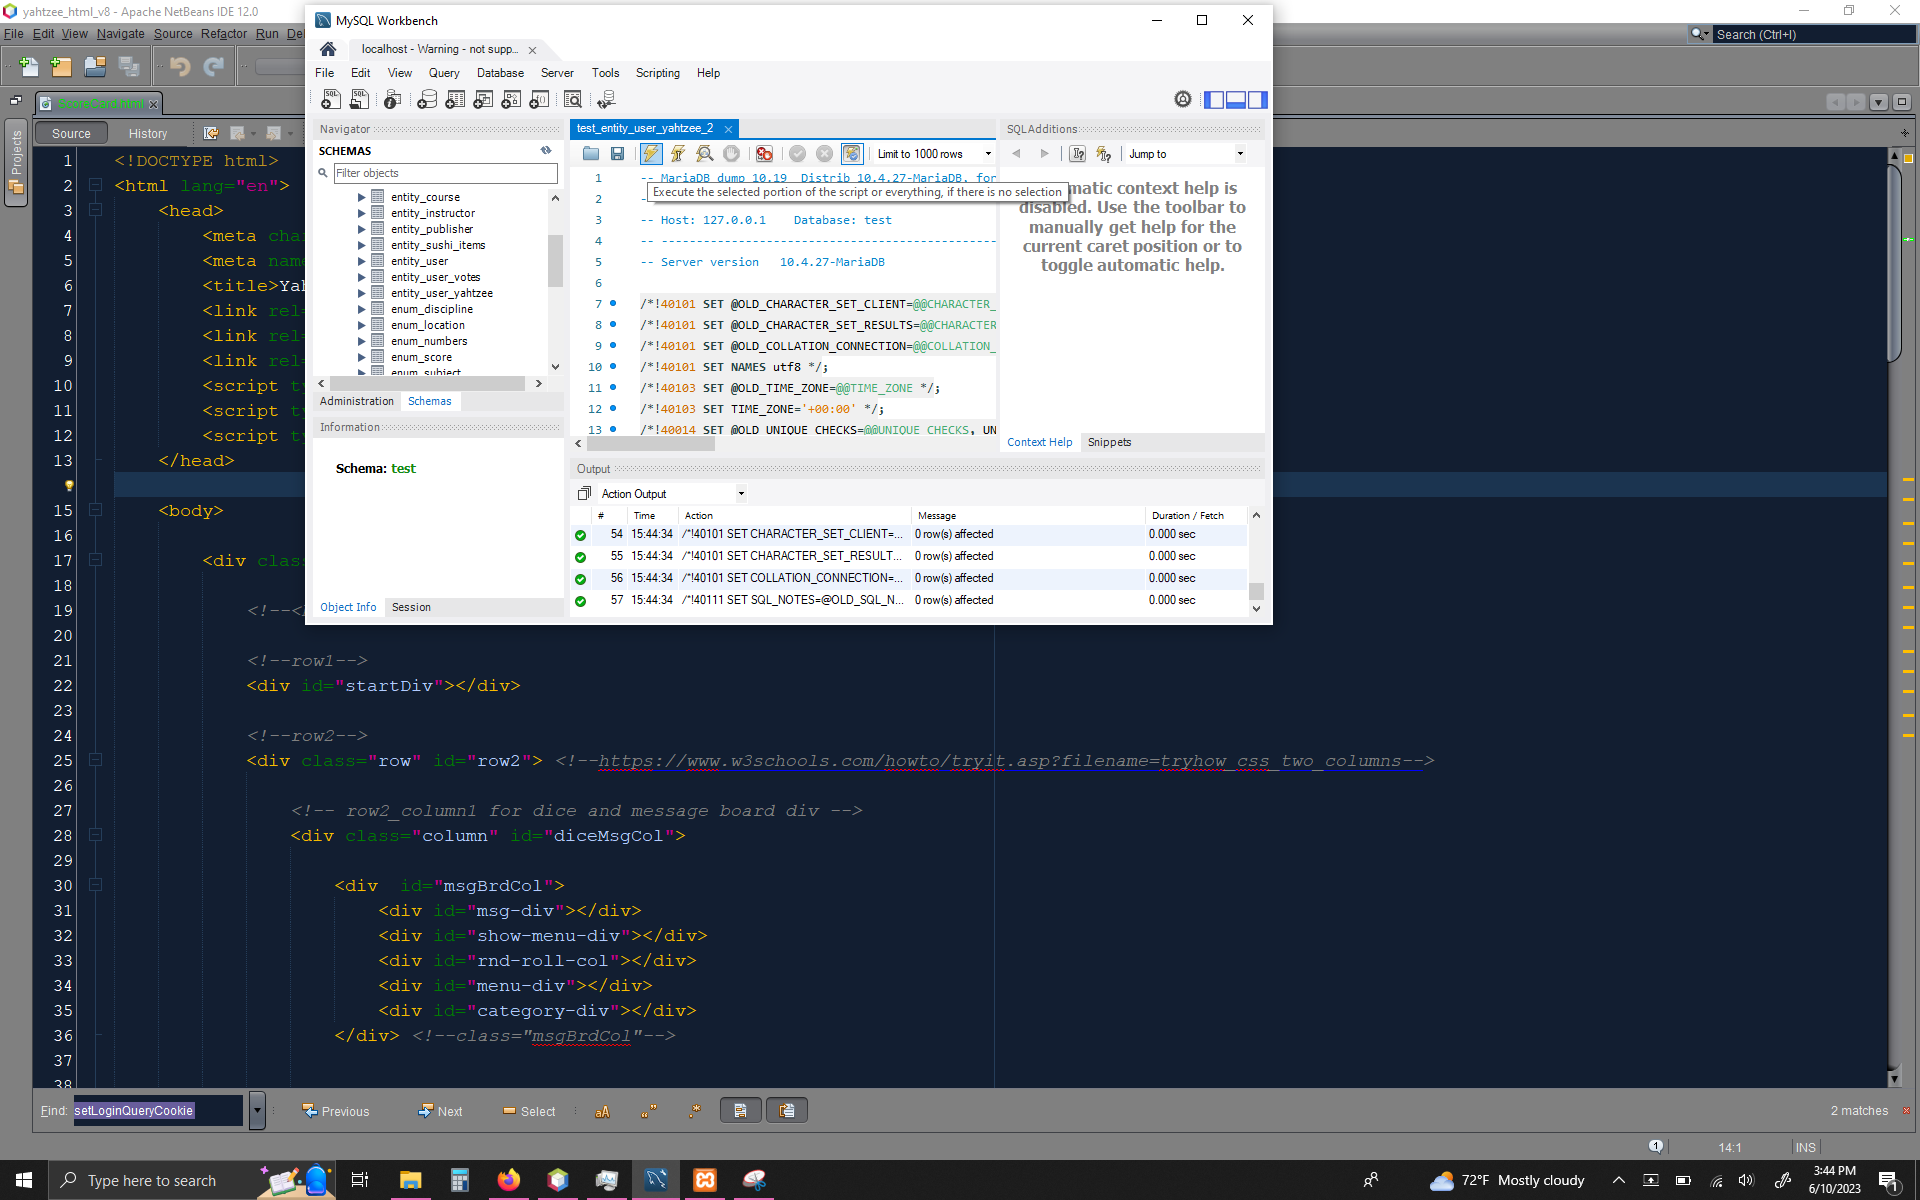 yahtzee_html_v8 - Apache NetBeans IDE 12.0
File Edit View Navigate Source Refactor Run
Search (Ctrl+I)
Projects
ScoreCard.html
Source History
1 <!DOCTYPE html>
2 <html lang="en">
3 <head>
4 <meta
5 <meta
6
7 <link
8 <link
9 <link
10 <script
11 <script
12 <script
13 </head>
15 <body>
16
17 <div
18
19
20
21 <!--row1-->
22 <div id="startDiv"></div>
23
24 <!--row2-->
25 <div class="row" id="row2"> <!--https://www.w3schools.com/howto/tryit.asp?filename=tryhow_css_two_columns-->
26
27 <!-- row2_column1 for dice and message board div -->
28 <div class="column" id="diceMsgCol">
29
30 <div  id="msgBrdCol">
31 <div id="msg-div"></div>
32 <div id="show-menu-div"></div>
33 <div id="rnd-roll-col"></div>
34 <div id="menu-div"></div>
35 <div id="category-div"></div>
36 </div> <!--class="msgBrdCol"-->
37
38
Find: setLoginQueryCookie
Previous Next Select aA
2 matches
1 14:1 INS
MySQL Workbench
localhost - Warning - not supp...
File Edit View Query Database Server Tools Scripting Help
Navigator
SCHEMAS
Filter objects
entity_course
entity_instructor
entity_publisher
entity_sushi_items
entity_user
entity_user_votes
entity_user_yahtzee
enum_discipline
enum_location
enum_numbers
enum_score
enum_subject
Administration Schemas
Information
Schema: test
Object Info Session
test_entity_user_yahtzee_2
Limit to 1000 rows
1 -- MariaDB dump 10.19  Distrib 10.4.27-MariaDB, for
Execute the selected portion of the script or everything, if there is no selection
2
3 -- Host: 127.0.0.1    Database: test
4 -- ------------------------------------------------
5 -- Server version   10.4.27-MariaDB
6
7 /*!40101 SET @OLD_CHARACTER_SET_CLIENT=@@CHARACTER_
8 /*!40101 SET @OLD_CHARACTER_SET_RESULTS=@@CHARACTER
9 /*!40101 SET @OLD_COLLATION_CONNECTION=@@COLLATION_
10 /*!40101 SET NAMES utf8 */;
11 /*!40103 SET @OLD_TIME_ZONE=@@TIME_ZONE */;
12 /*!40103 SET TIME_ZONE='+00:00' */;
13 /*!40014 SET @OLD_UNIQUE_CHECKS=@@UNIQUE_CHECKS, UN
SQLAdditions
Jump to
matic context help is
disabled. Use the toolbar to
manually get help for the
current caret position or to
toggle automatic help.
Context Help Snippets
Output
Action Output
# Time Action Message Duration / Fetch
54 15:44:34 /*!40101 SET CHARACTER_SET_CLIENT=... 0 row(s) affected 0.000 sec
55 15:44:34 /*!40101 SET CHARACTER_SET_RESULT... 0 row(s) affected 0.000 sec
56 15:44:34 /*!40101 SET COLLATION_CONNECTION=... 0 row(s) affected 0.000 sec
57 15:44:34 /*!40111 SET SQL_NOTES=@OLD_SQL_N... 0 row(s) affected 0.000 sec
Type here to search
72°F Mostly cloudy
3:44 PM
6/10/2023
1